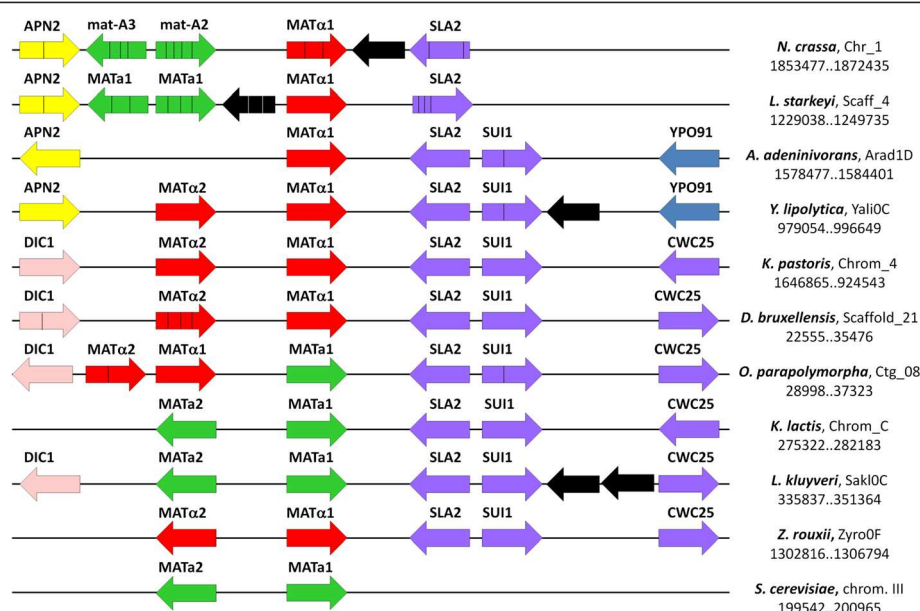 APN2 mat-A3 mat-A2 MATα1 SLA2
N. crassa, Chr_1
1853477..1872435
APN2 MATa1 MATa1 MATα1 SLA2
L. starkeyi, Scaff_4
1229038..1249735
APN2 MATα1 SLA2 SUI1 YPO91
A. adeninivorans, Arad1D
1578477..1584401
APN2 MATα2 MATα1 SLA2 SUI1 YPO91
Y. lipolytica, Yali0C
979054..996649
DIC1 MATα2 MATα1 SLA2 SUI1 CWC25
K. pastoris, Chrom_4
1646865..924543
DIC1 MATα2 MATα1 SLA2 SUI1 CWC25
D. bruxellensis, Scaffold_21
22555..35476
DIC1 MATα2 MATα1 MATa1 SLA2 SUI1 CWC25
O. parapolymorpha, Ctg_08
28998..37323
MATa2 MATa1 SLA2 SUI1 CWC25
K. lactis, Chrom_C
275322..282183
DIC1 MATa2 MATa1 SLA2 SUI1 CWC25
L. kluyveri, Sakl0C
335837..351364
MATα2 MATα1 SLA2 SUI1 CWC25
Z. rouxii, Zyro0F
1302816..1306794
MATa2 MATa1
S. cerevisiae, chrom. III
199542..200965